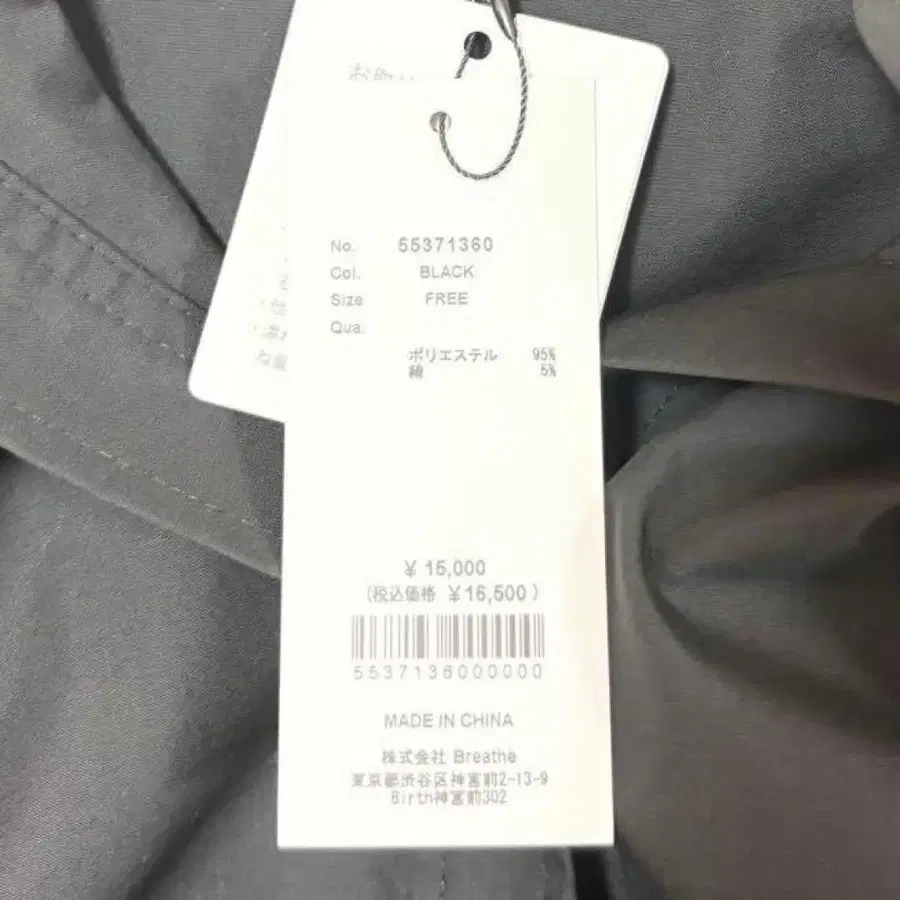 お取
No. 55371360
Col. BLACK
Size FREE
Qua.
ポリエステル 95%
綿 5%
¥ 15,000
(税込価格 ¥16,500)
5537136000000
MADE IN CHINA
株式会社 Breathe
東京都渋谷区神宮前2-13-9
Birth神宮前302